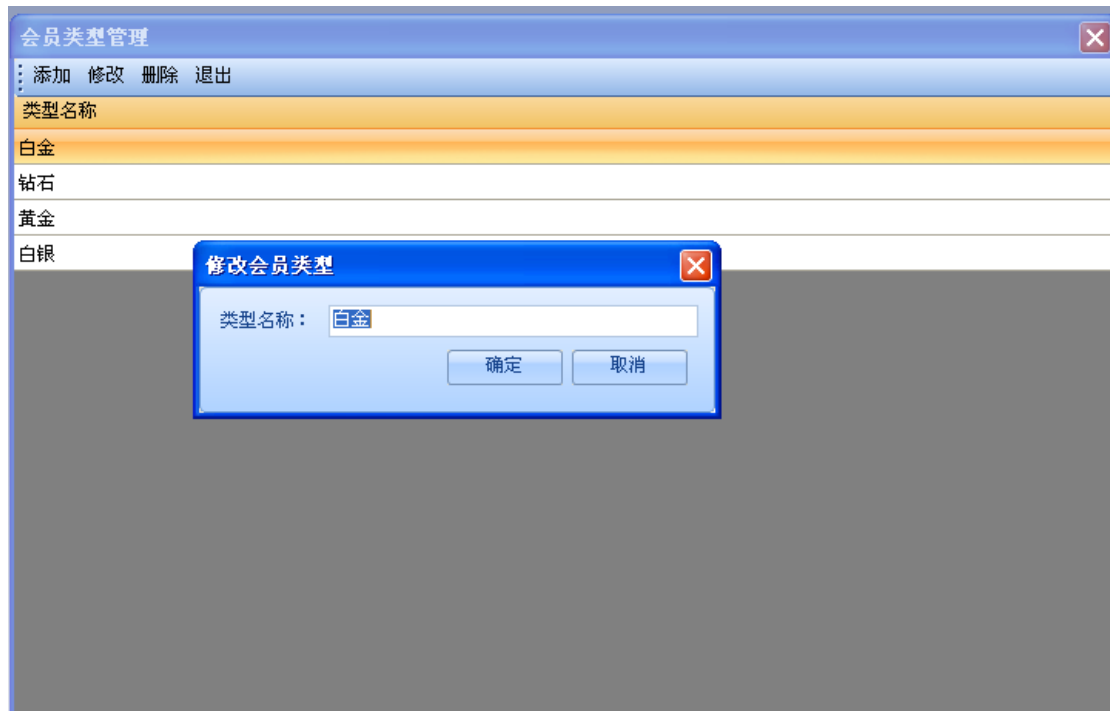 会员类型管理
添加 修改 删除 退出
类型名称
白金
钻石
黄金
白银
修改会员类型
类型名称： 白金
确定 取消